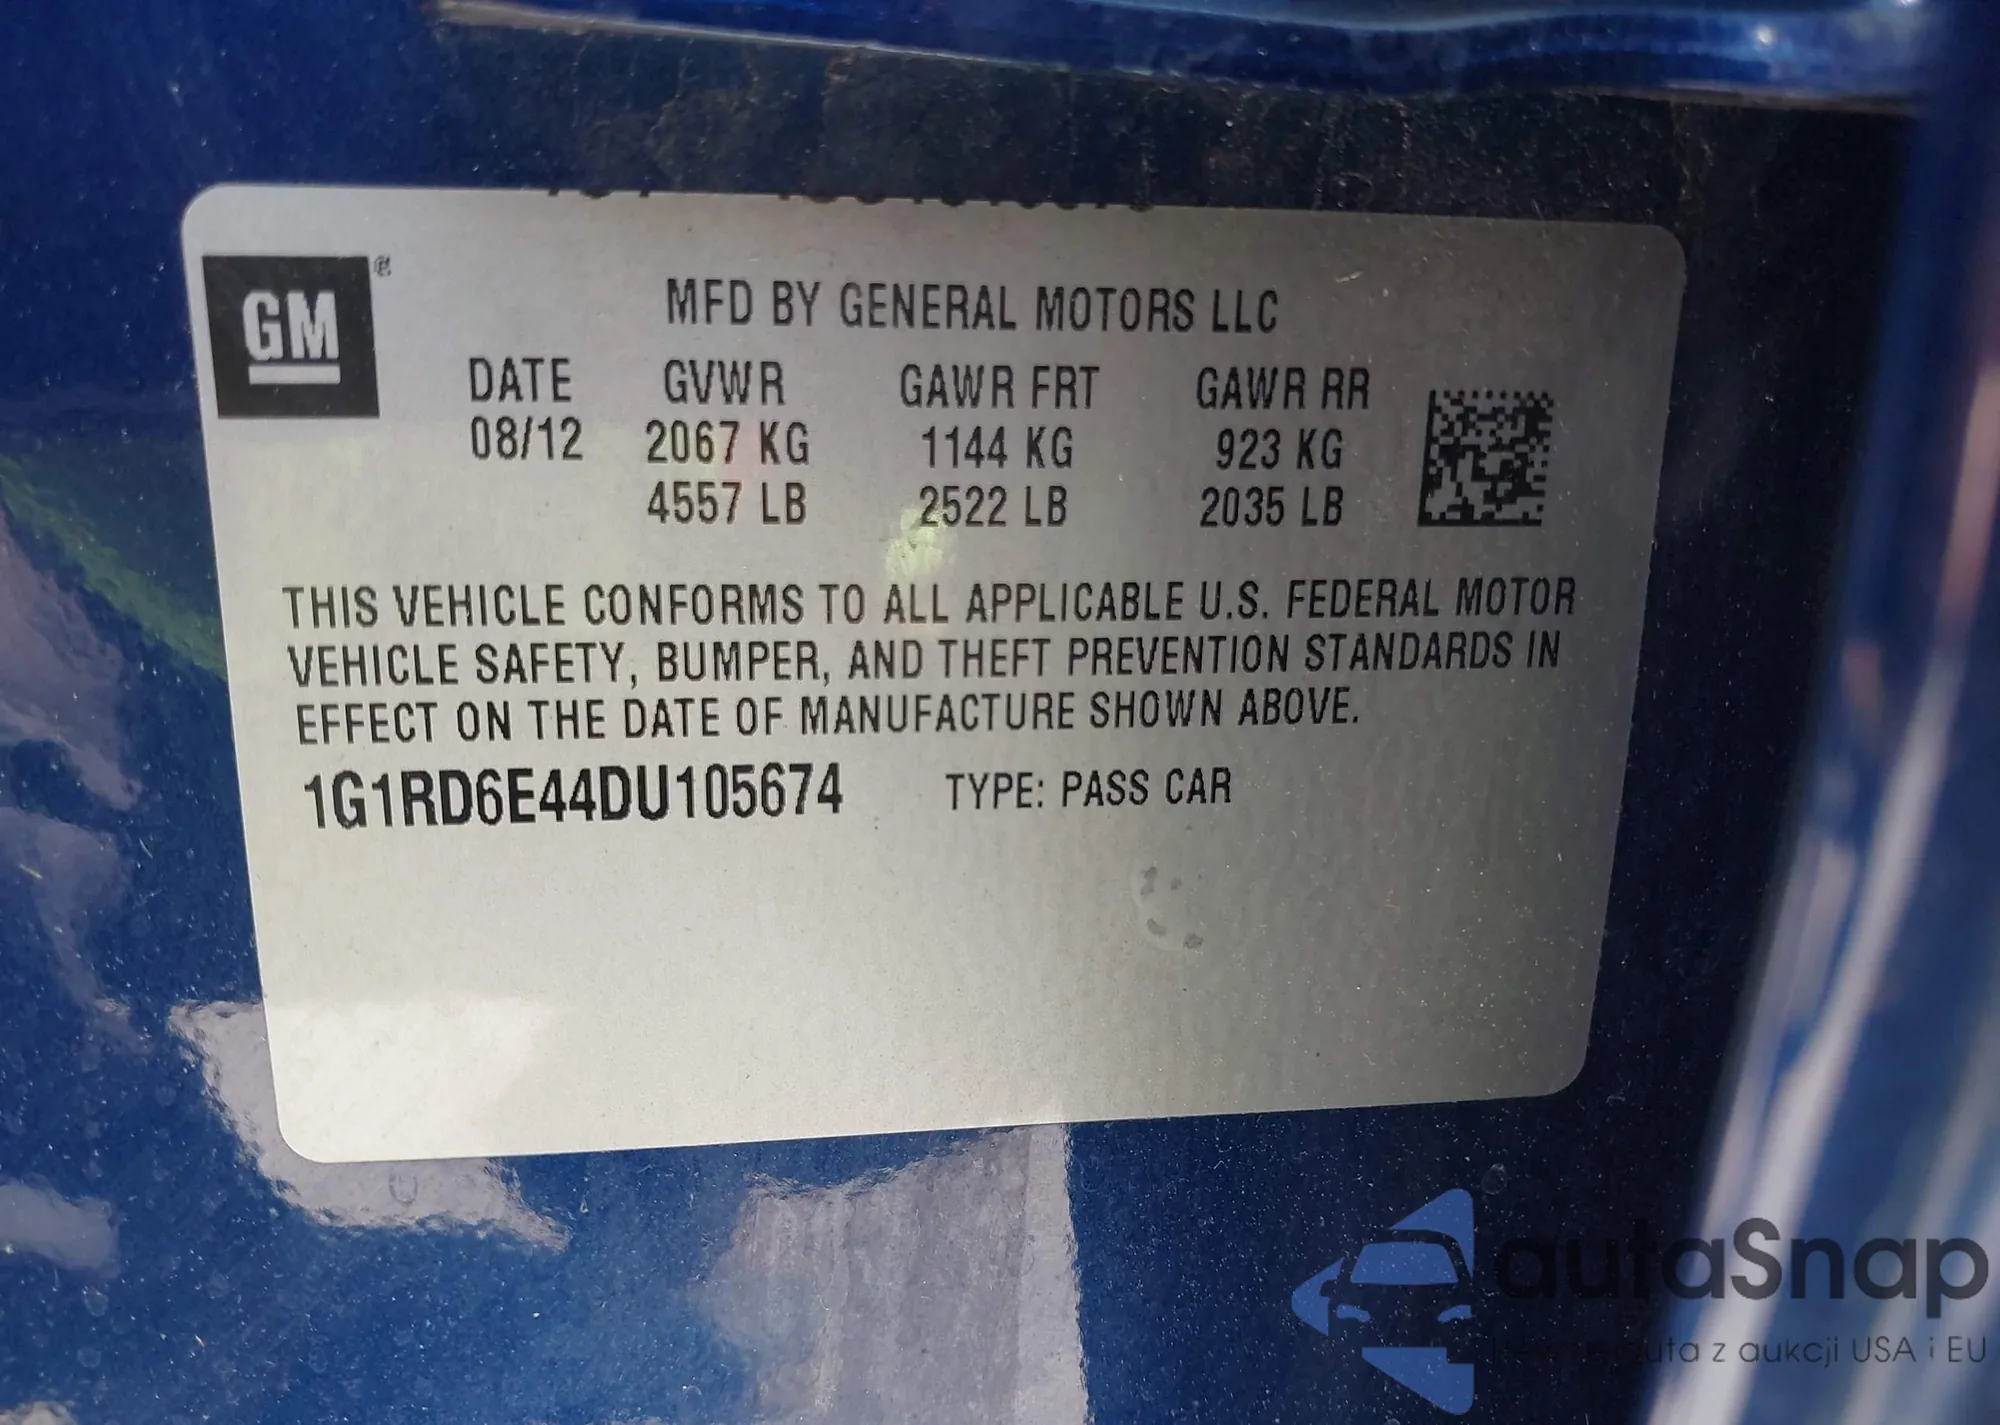 GM
MFD BY GENERAL MOTORS LLC
DATE GVWR GAWR FRT GAWR RR
08/12 2067 KG 1144 KG 923 KG
4557 LB 2522 LB 2035 LB
THIS VEHICLE CONFORMS TO ALL APPLICABLE U.S. FEDERAL MOTOR
VEHICLE SAFETY, BUMPER, AND THEFT PREVENTION STANDARDS IN
EFFECT ON THE DATE OF MANUFACTURE SHOWN ABOVE.
1G1RD6E44DU105674 TYPE: PASS CAR
autaSnap
z aukcji USA i EU